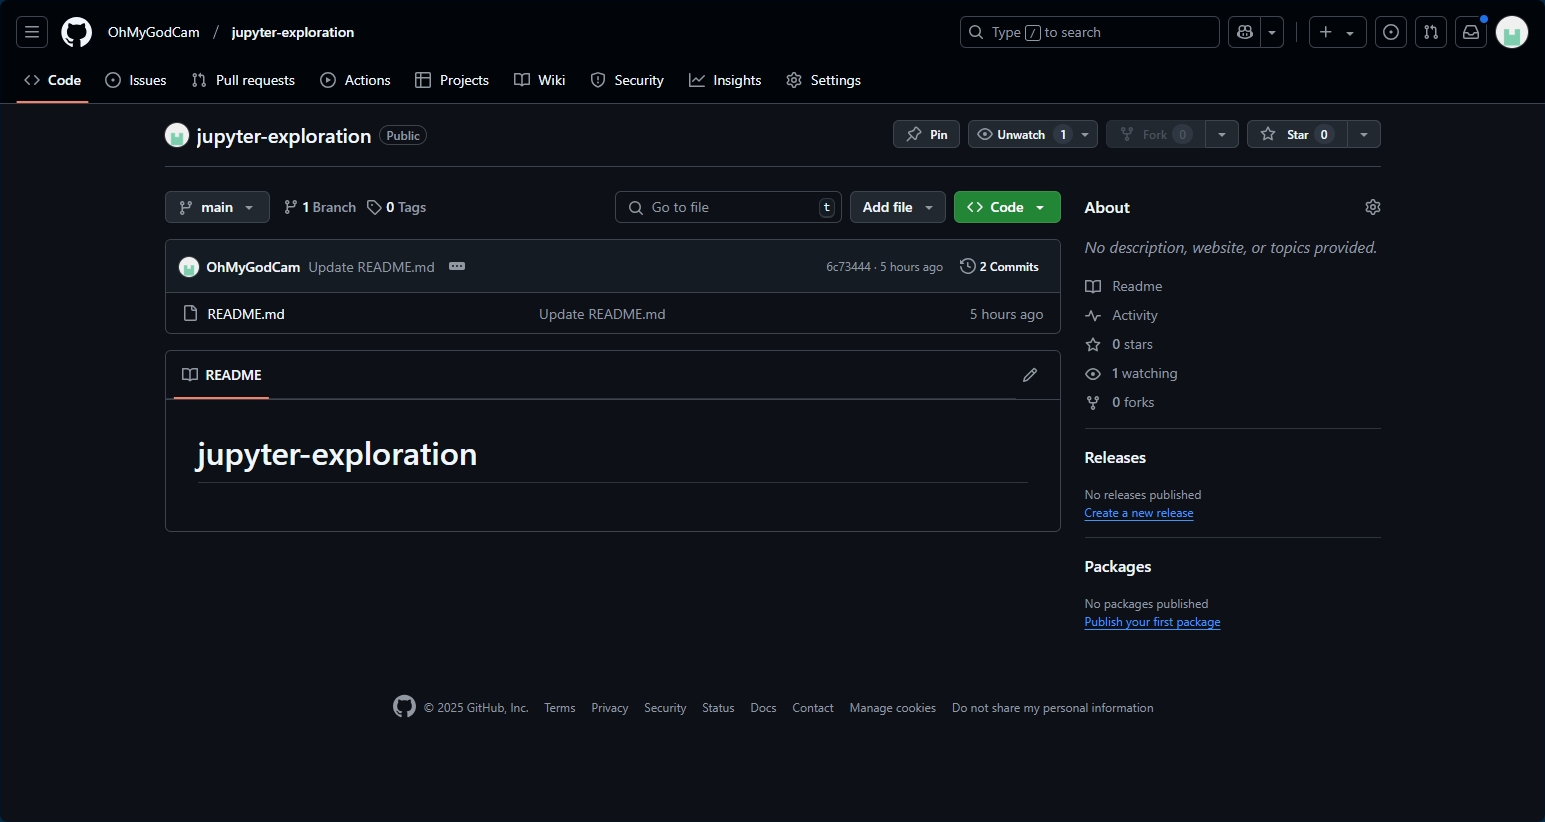 OhMyGodCam / jupyter-exploration
Type / to search
Code Issues Pull requests Actions Projects Wiki Security Insights Settings
jupyter-exploration Public
Pin Unwatch 1 Fork 0 Star 0
main 1 Branch 0 Tags Go to file t Add file Code
OhMyGodCam Update README.md 6c73444 · 5 hours ago 2 Commits
README.md Update README.md 5 hours ago
README
jupyter-exploration
About
No description, website, or topics provided.
Readme
Activity
0 stars
1 watching
0 forks
Releases
No releases published
Create a new release
Packages
No packages published
Publish your first package
© 2025 GitHub, Inc. Terms Privacy Security Status Docs Contact Manage cookies Do not share my personal information